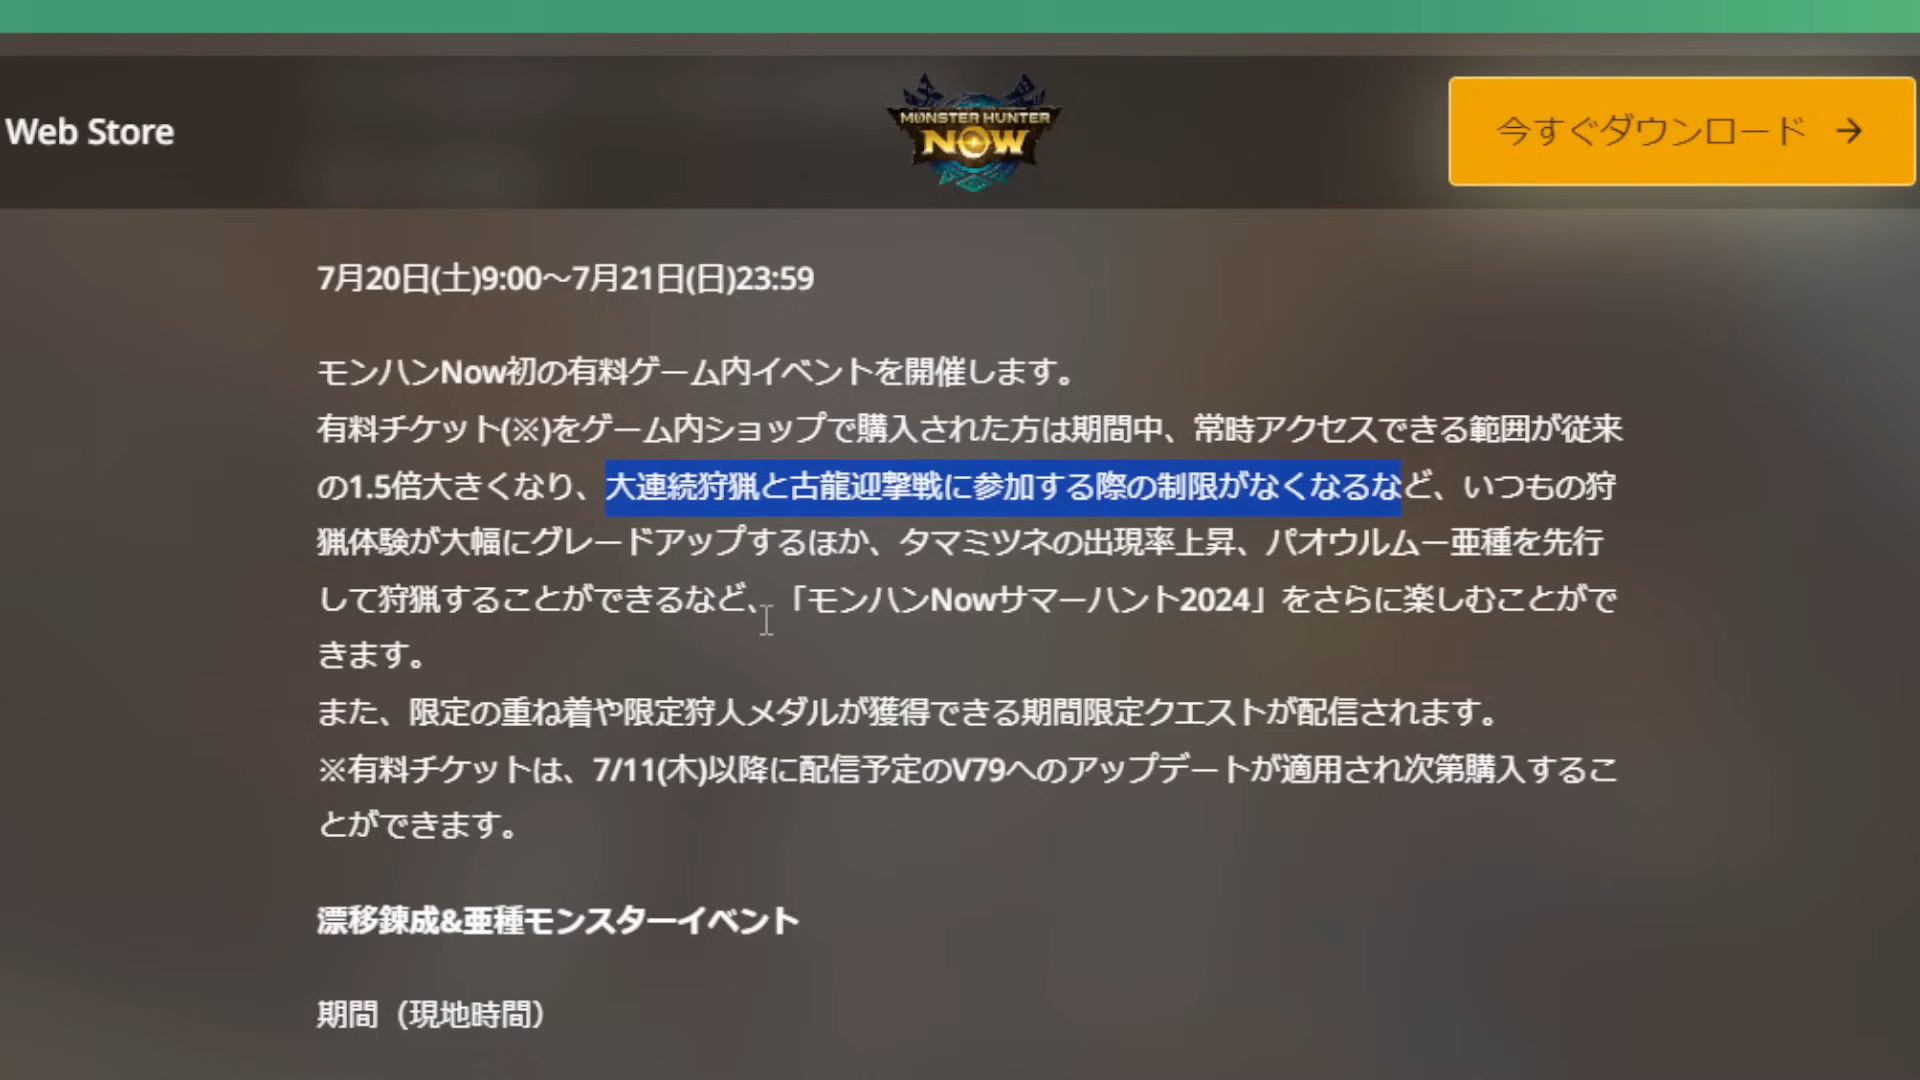 Web Store
MONSTER HUNTER
NOW
今すぐダウンロード →
7月20日(土)9:00～7月21日(日)23:59
モンハンNow初の有料ゲーム内イベントを開催します。
有料チケット(※)をゲーム内ショップで購入された方は期間中、常時アクセスできる範囲が従来
の1.5倍大きくなり、大連続狩猟と古龍迎撃戦に参加する際の制限がなくなるなど、いつもの狩
猟体験が大幅にグレードアップするほか、タマミツネの出現率上昇、パオウルムー亜種を先行
して狩猟することができるなど、「モンハンNowサマーハント2024」をさらに楽しむことがで
きます。
また、限定の重ね着や限定狩人メダルが獲得できる期間限定クエストが配信されます。
※有料チケットは、7/11(木)以降に配信予定のV79へのアップデートが適用され次第購入するこ
とができます。
漂移錬成&亜種モンスターイベント
期間（現地時間）